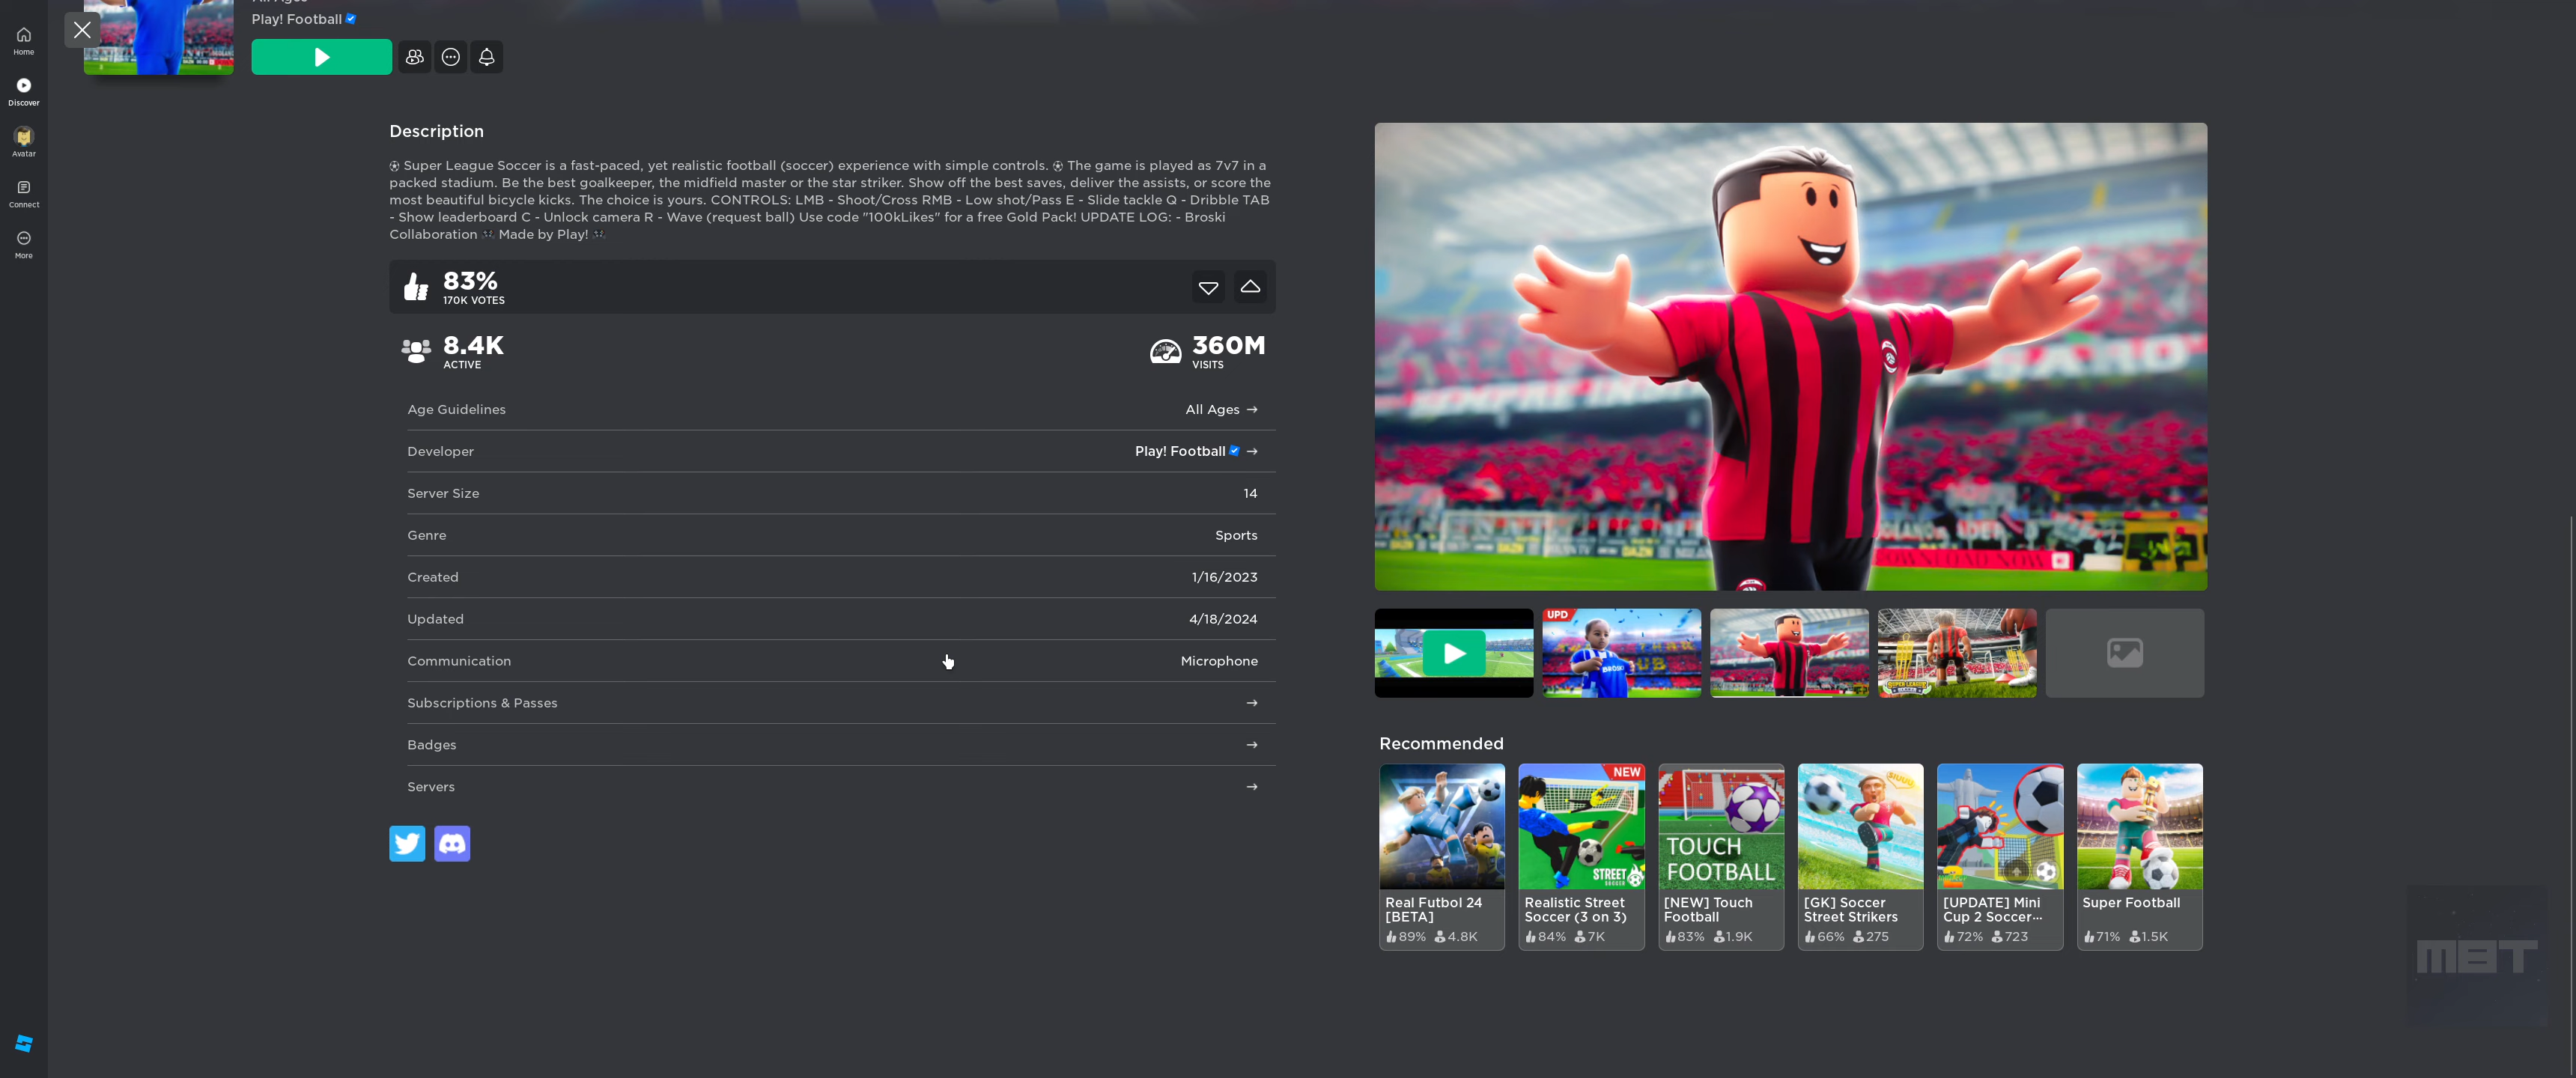 Play! Football
Home
Discover
Avatar
Connect
More
Description
Super League Soccer is a fast-paced, yet realistic football (soccer) experience with simple controls. The game is played as 7v7 in a
packed stadium. Be the best goalkeeper, the midfield master or the star striker. Show off the best saves, deliver the assists, or score the
most beautiful bicycle kicks. The choice is yours. CONTROLS: LMB - Shoot/Cross RMB - Low shot/Pass E - Slide tackle Q - Dribble TAB
- Show leaderboard C - Unlock camera R - Wave (request ball) Use code "100kLikes" for a free Gold Pack! UPDATE LOG: - Broski
Collaboration Made by Play!
83%
170K VOTES
8.4K
ACTIVE
360M
VISITS
Age Guidelines All Ages →
Developer Play! Football →
Server Size 14
Genre Sports
Created 1/16/2023
Updated 4/18/2024
Communication Microphone
Subscriptions & Passes →
Badges →
Servers →
UPD
Recommended
NEW
STREET
TOUCH
FOOTBALL
Real Futbol 24
[BETA]
89% 4.8K
Realistic Street
Soccer (3 on 3)
84% 7K
[NEW] Touch
Football
83% 1.9K
[GK] Soccer
Street Strikers
66% 275
[UPDATE] Mini
Cup 2 Soccer...
72% 723
Super Football
71% 1.5K